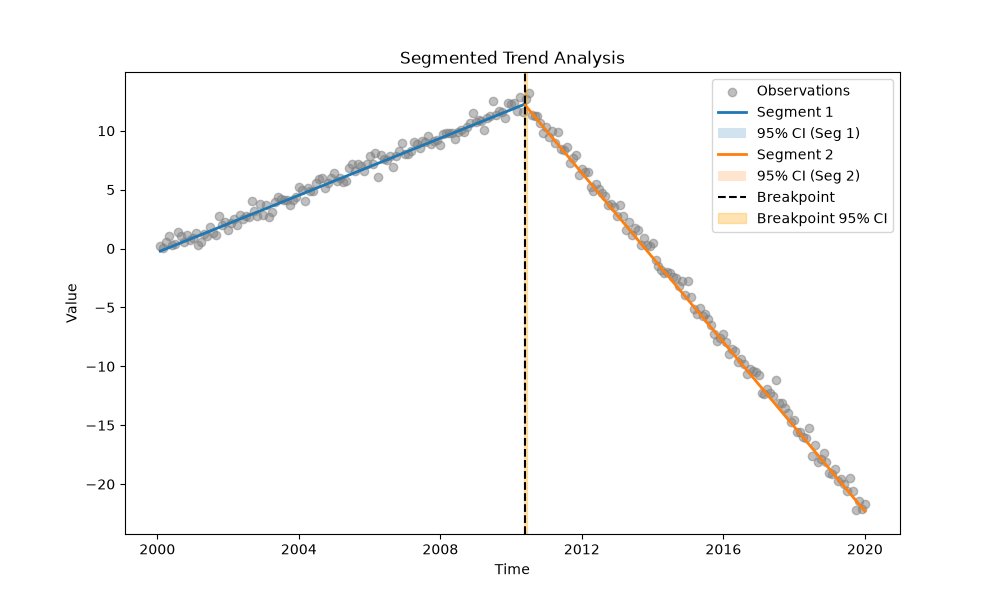 Segmented Trend Analysis
Observations
Segment 1
95% CI (Seg 1)
Segment 2
95% CI (Seg 2)
Breakpoint
Breakpoint 95% CI
10
5
0
−5
−10
−15
−20
Value
2000 2004 2008 2012 2016 2020
Time